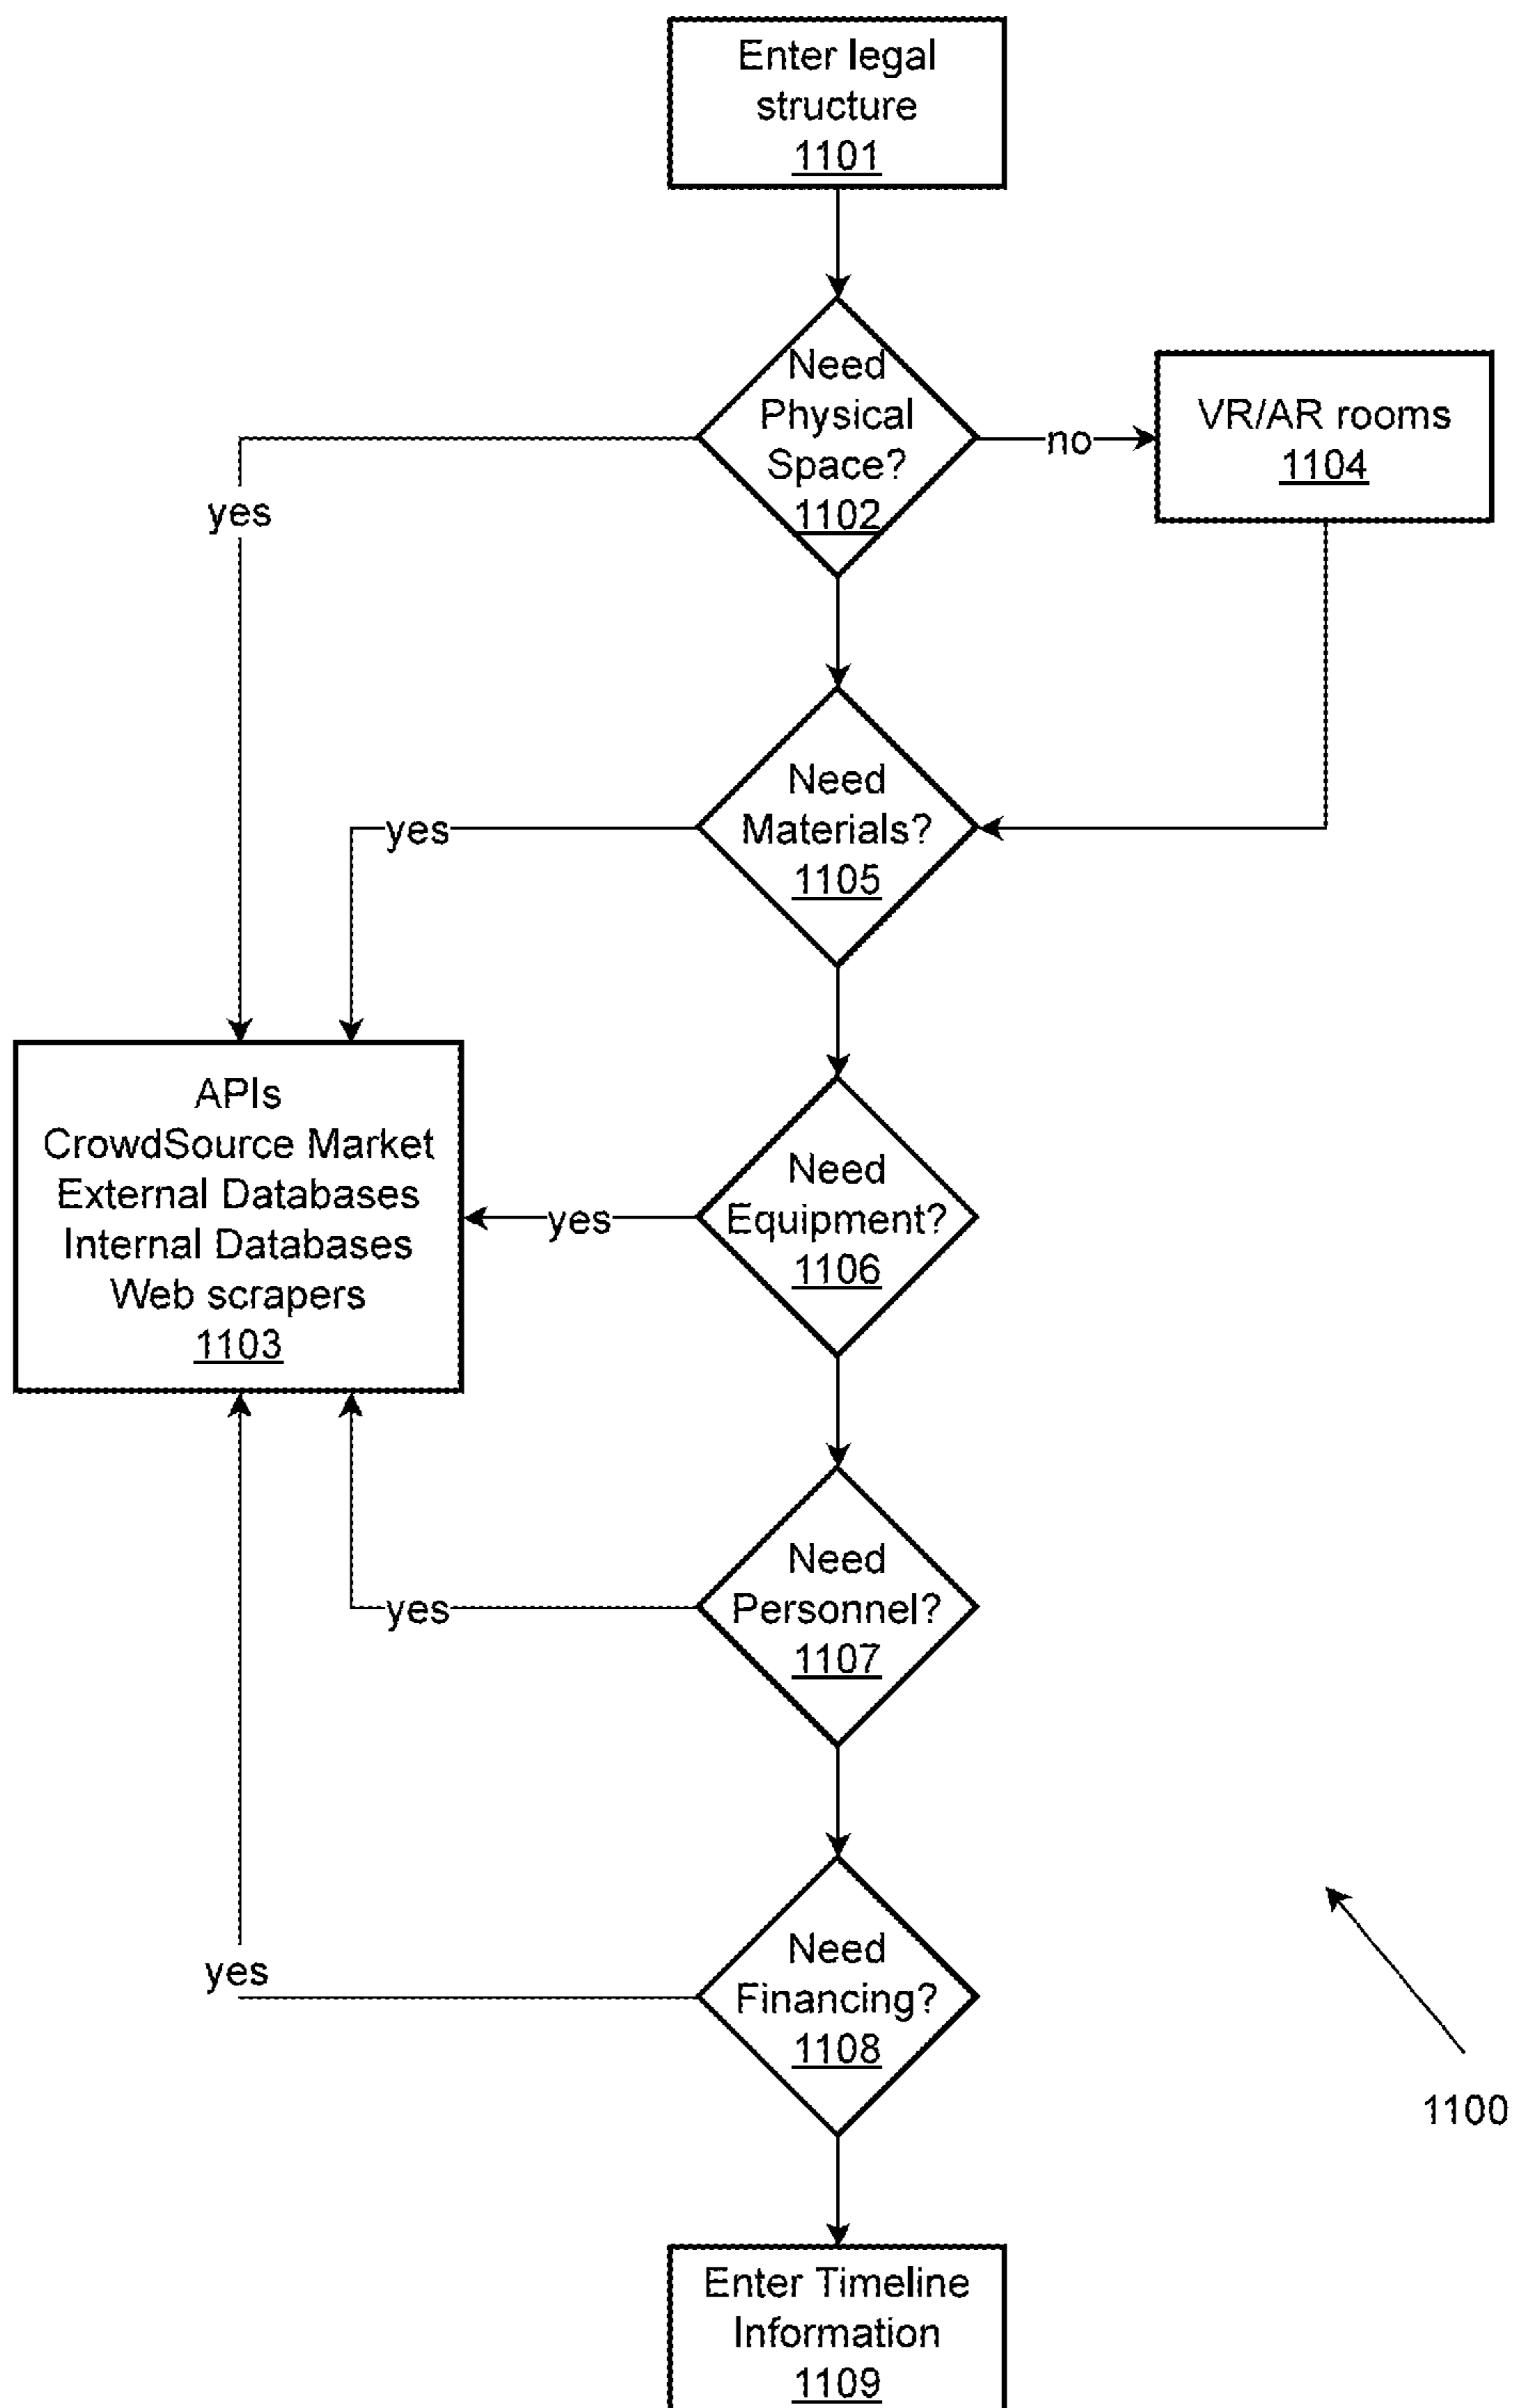 Enter legal
structure
1101
Need
Physical
Space?
1102
no
VR/AR rooms
1104
yes
Need
Materials?
1105
yes
APIs
CrowdSource Market
External Databases
Internal Databases
Web scrapers
1103
yes
Need
Equipment?
1106
Need
Personnel?
1107
yes
Need
Financing?
1108
yes
1100
Enter Timeline
Information
1109